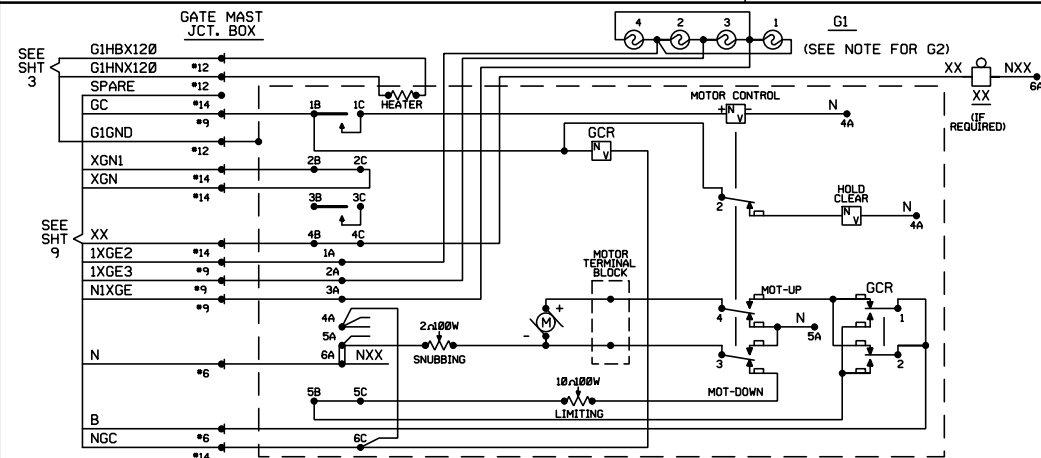 GATE MAST
JCT. BOX
4 2 3 1
G1
(SEE NOTE FOR G2)
SEE
SHT
3
G1HBX120
*12
G1HNX120
*12
SPARE
*14
GC
*9
G1GND
*12
XGN1
*14
XGN
*14
SEE
SHT
9
XX
*14
1XGE2
*9
1XGE3
*9
N1XGE
*9
N
*6
B
*6
NGC
*14
HEATER
1B 1C
2B 2C
3B 3C
4B 4C
1A
2A
3A
4A
5A
6A NXX
5B 5C
6C
2Ω100W
SNUBBING
10Ω100W
LIMITING
MOTOR CONTROL
+ N V -
N
4A
GCR
N V
2
HOLD
CLEAR
N V
N
4A
MOTOR
TERMINAL
BLOCK
M + -
4
3
MOT-UP
MOT-DOWN
N
5A
GCR
1
2
XX
NXX
6A
XX
(IF
REQUIRED)